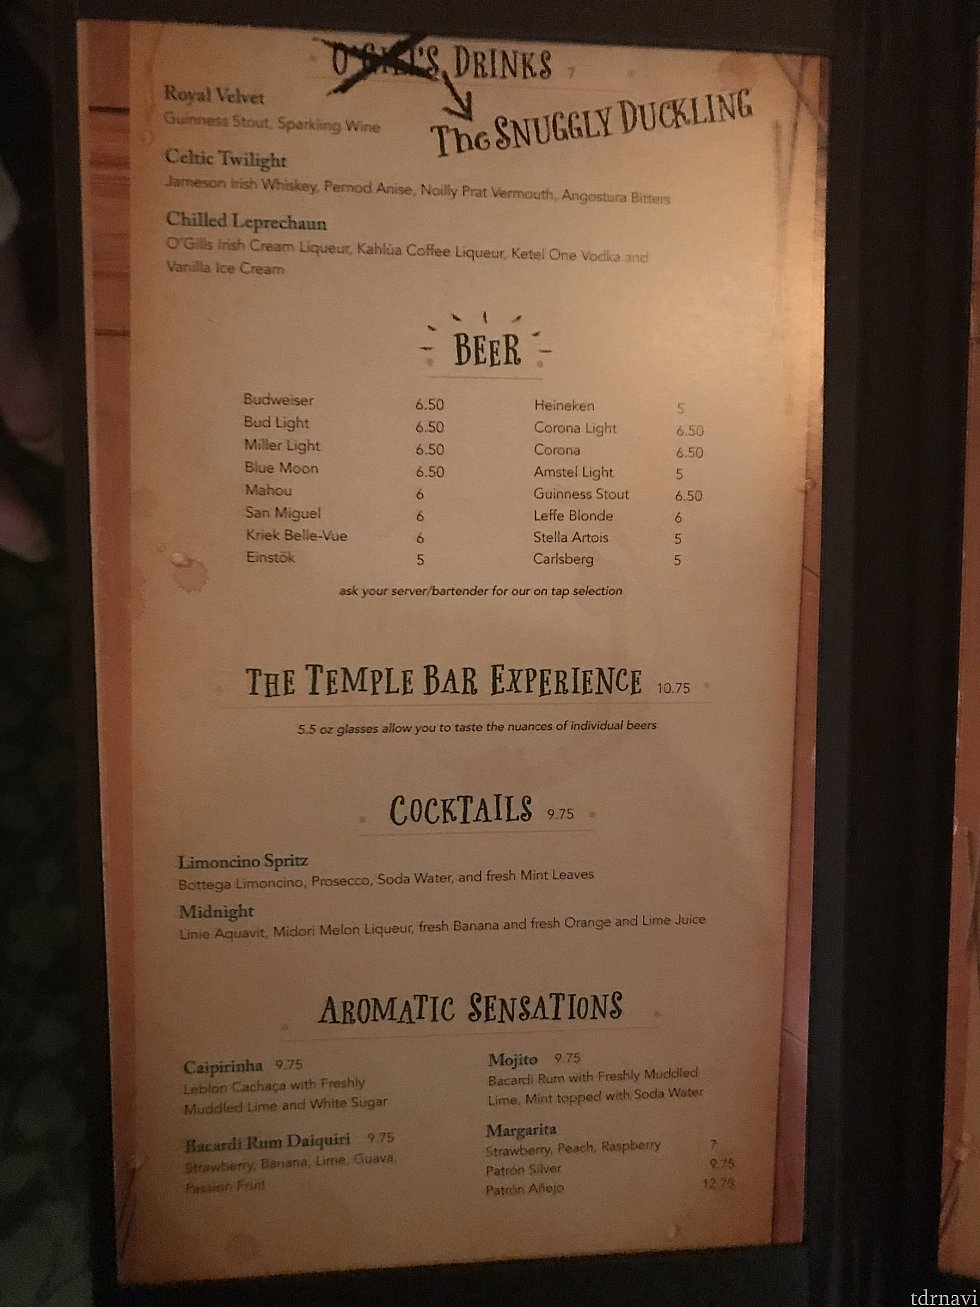 O'GILL'S DRINKS 7
The SNUGGLY DUCKLING
Royal Velvet
Guinness Stout, Sparkling Wine
Celtic Twilight
Jameson Irish Whiskey, Pernod Anise, Noilly Prat Vermouth, Angostura Bitters
Chilled Leprechaun
O'Gills Irish Cream Liqueur, Kahlùa Coffee Liqueur, Ketel One Vodka and
Vanilla Ice Cream
BEER
Budweiser 6.50 Heineken 5
Bud Light 6.50 Corona Light 6.50
Miller Light 6.50 Corona 6.50
Blue Moon 6.50 Amstel Light 5
Mahou 6 Guinness Stout 6.50
San Miguel 6 Leffe Blonde 6
Kriek Belle-Vue 6 Stella Artois 5
Einstök 5 Carlsberg 5
ask your server/bartender for our on tap selection
THE TEMPLE BAR EXPERIENCE 10.75
5.5 oz glasses allow you to taste the nuances of individual beers
COCKTAILS 9.75
Limoncino Spritz
Bottega Limoncino, Prosecco, Soda Water, and fresh Mint Leaves
Midnight
Linie Aquavit, Midori Melon Liqueur, fresh Banana and fresh Orange and Lime Juice
AROMATIC SENSATIONS
Caipirinha 9.75
Leblon Cachaça with Freshly
Muddled Lime and White Sugar
Bacardi Rum Daiquiri 9.75
Strawberry, Banana, Lime, Guava,
Passion Fruit
Mojito 9.75
Bacardi Rum with Freshly Muddled
Lime, Mint topped with Soda Water
Margarita
Strawberry, Peach, Raspberry 7
Patrón Silver 9.75
Patrón Añejo 12.75
tdrnavi